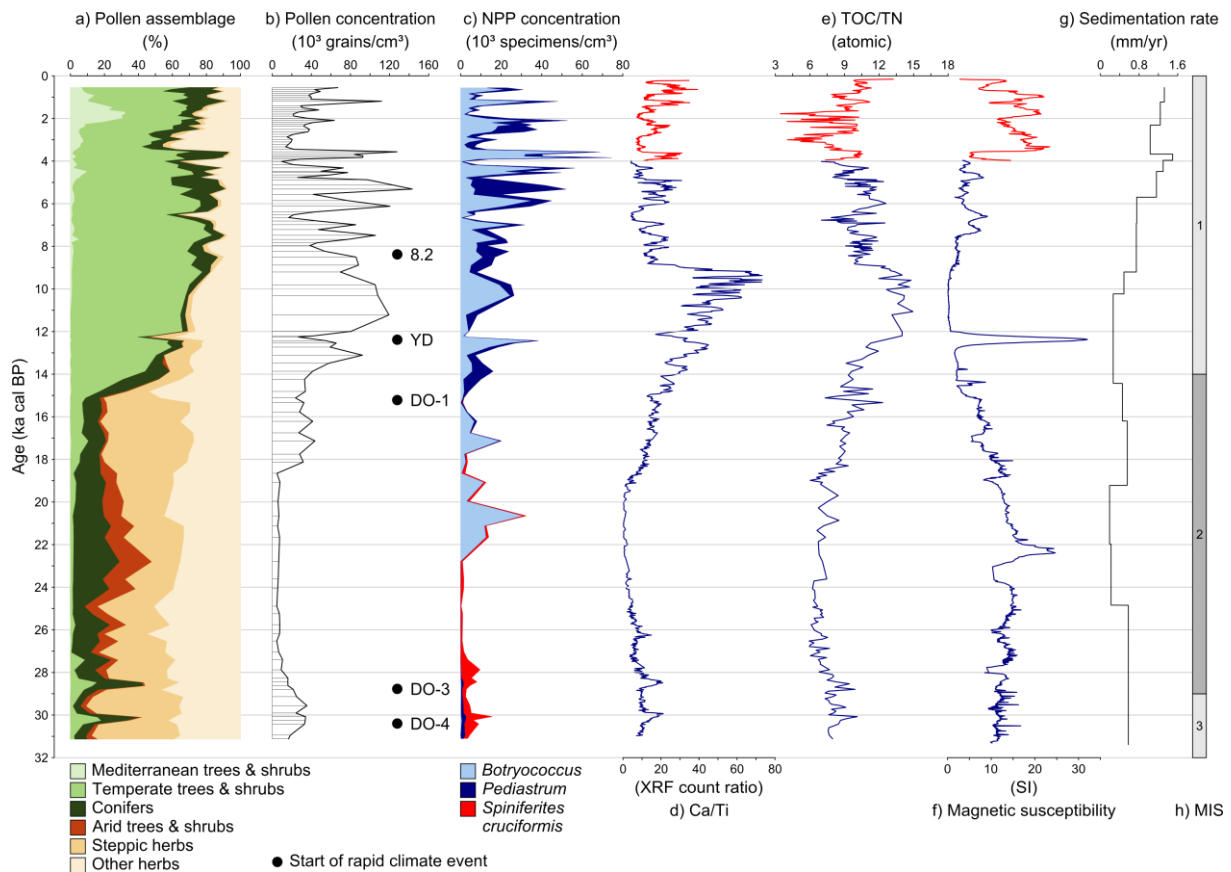 a) Pollen assemblage
(%)
b) Pollen concentration
(10³ grains/cm³)
c) NPP concentration
(10³ specimens/cm³)
e) TOC/TN
(atomic)
g) Sedimentation rate
(mm/yr)
0 20 40 60 80 100
0 40 80 120 160
0 20 40 60 80
3 6 9 12 15 18
0 0.8 1.6
Age (ka cal BP)
0
2
4
6
8
10
12
14
16
18
20
22
24
26
28
30
32
8.2
YD
DO-1
DO-3
DO-4
1
2
3
0 20 40 60 80
(XRF count ratio)
d) Ca/Ti
0 10 20 30
(SI)
f) Magnetic susceptibility
h) MIS
Mediterranean trees & shrubs
Temperate trees & shrubs
Conifers
Arid trees & shrubs
Steppic herbs
Other herbs
Botryococcus
Pediastrum
Spiniferites
cruciformis
Start of rapid climate event